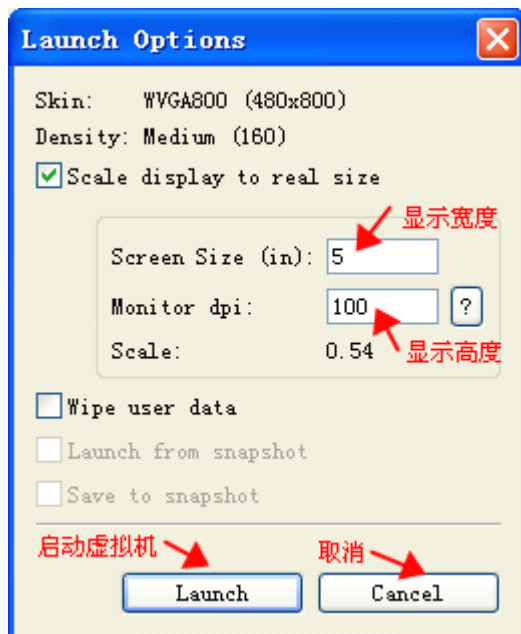 Launch Options
Skin: WVGA800 (480x800)
Density: Medium (160)
Scale display to real size
显示宽度
Screen Size (in): 5
Monitor dpi: 100 ?
Scale: 0.54
显示高度
Wipe user data
Launch from snapshot
Save to snapshot
启动虚拟机 取消
Launch Cancel